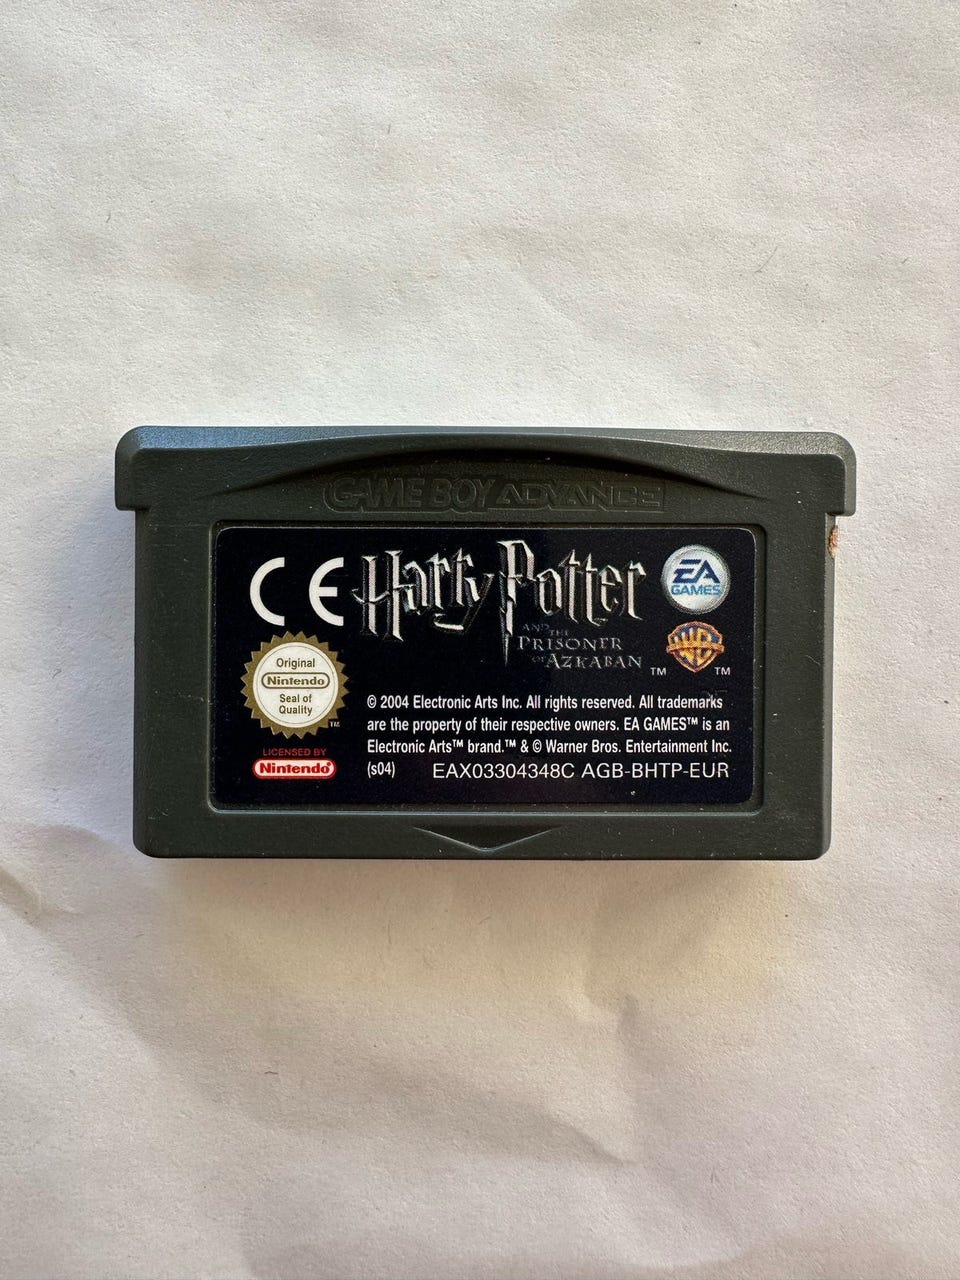 GAME BOY ADVANCE
CE
Harry Potter
AND THE
PRISONER
OF AZKABAN
TM
EA
GAMES
WB
TM
Original
Nintendo
Seal of
Quality
TM
LICENSED BY
Nintendo®
© 2004 Electronic Arts Inc. All rights reserved. All trademarks
are the property of their respective owners. EA GAMES™ is an
Electronic Arts™ brand.™ & © Warner Bros. Entertainment Inc.
(s04) EAX03304348C AGB-BHTP-EUR